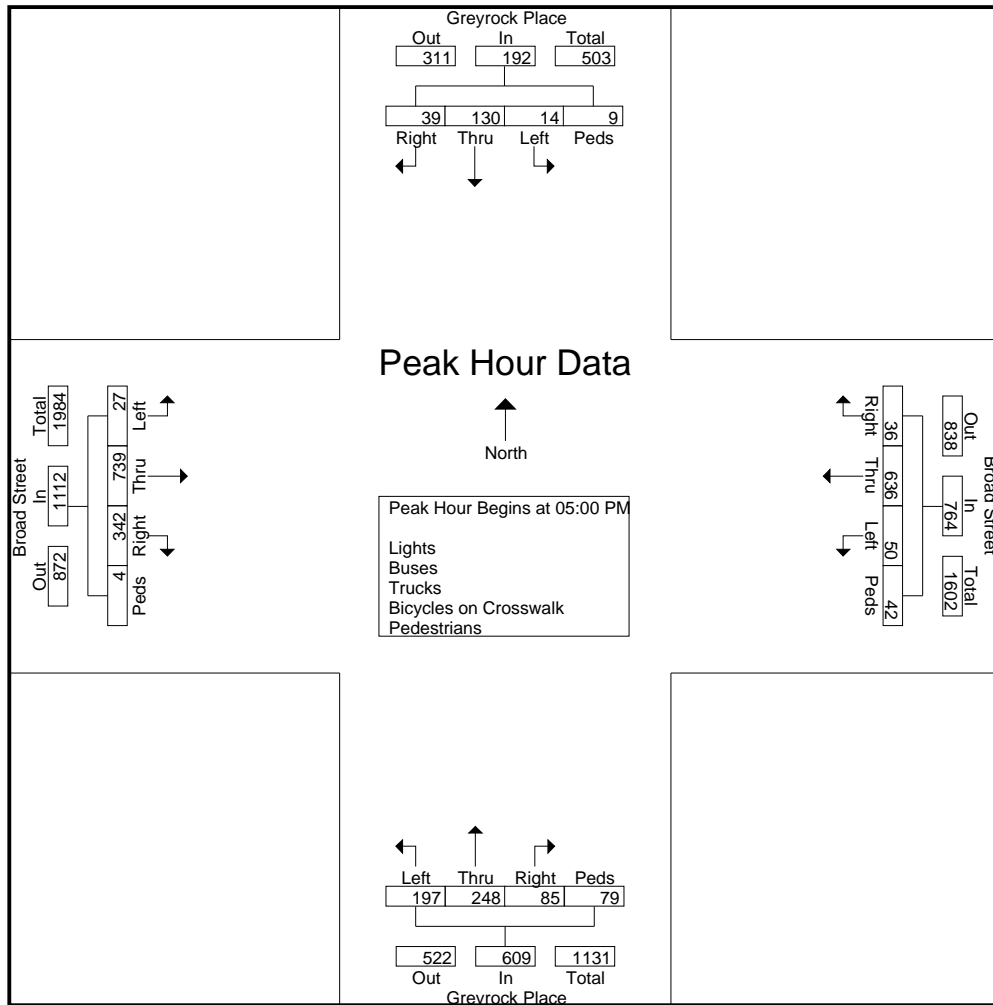 Greyrock Place
Out In Total
311 192 503
39 130 14 9
Right Thru Left Peds
Peak Hour Data
North
Peak Hour Begins at 05:00 PM
Lights
Buses
Trucks
Bicycles on Crosswalk
Pedestrians
Broad Street
Out In Total
872 1112 1984
4 342 739 27
Peds Right Thru Left
Broad Street
Out In Total
838 764 1602
36 636 50 42
Right Thru Left Peds
Left Thru Right Peds
197 248 85 79
522 609 1131
Out In Total
Greyrock Place